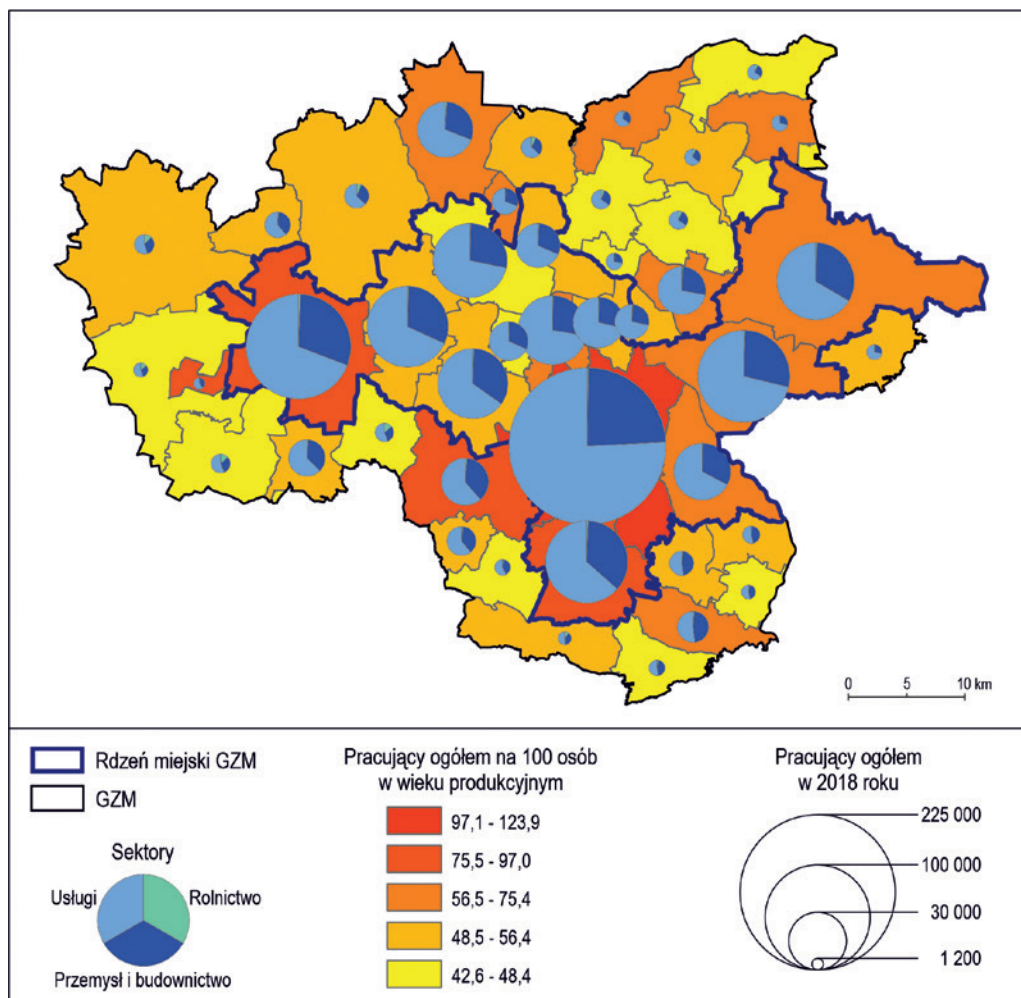 0 5 10 km
Rdzeń miejski GZM
GZM
Sektory
Usługi
Rolnictwo
Przemysł i budownictwo
Pracujący ogółem na 100 osób
w wieku produkcyjnym
97,1 - 123,9
75,5 - 97,0
56,5 - 75,4
48,5 - 56,4
42,6 - 48,4
Pracujący ogółem
w 2018 roku
225 000
100 000
30 000
1 200